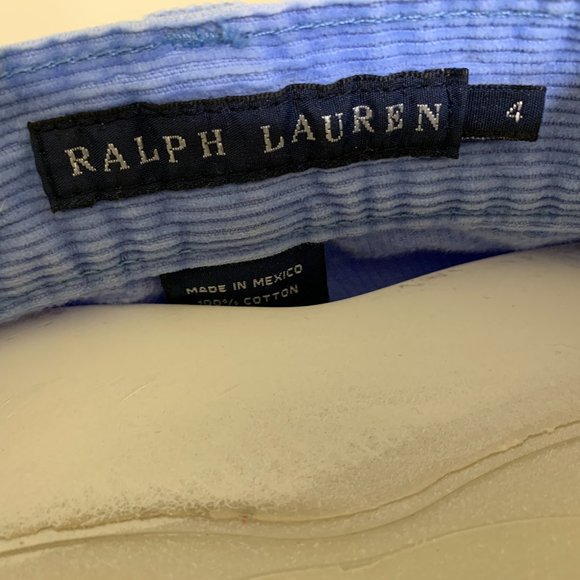 RALPH LAUREN
4
MADE IN MEXICO
100% COTTON